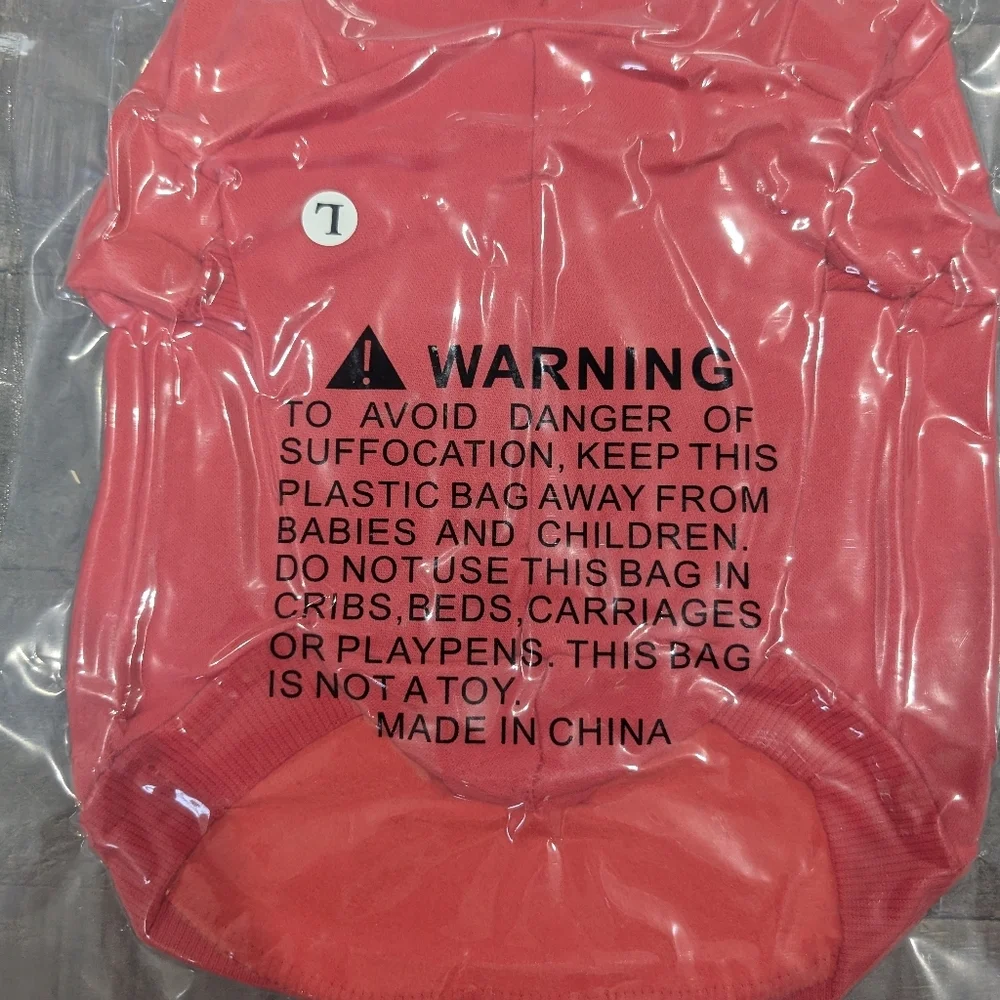 L
! WARNING
TO AVOID DANGER OF
SUFFOCATION, KEEP THIS
PLASTIC BAG AWAY FROM
BABIES AND CHILDREN.
DO NOT USE THIS BAG IN
CRIBS,BEDS,CARRIAGES
OR PLAYPENS. THIS BAG
IS NOT A TOY.
MADE IN CHINA